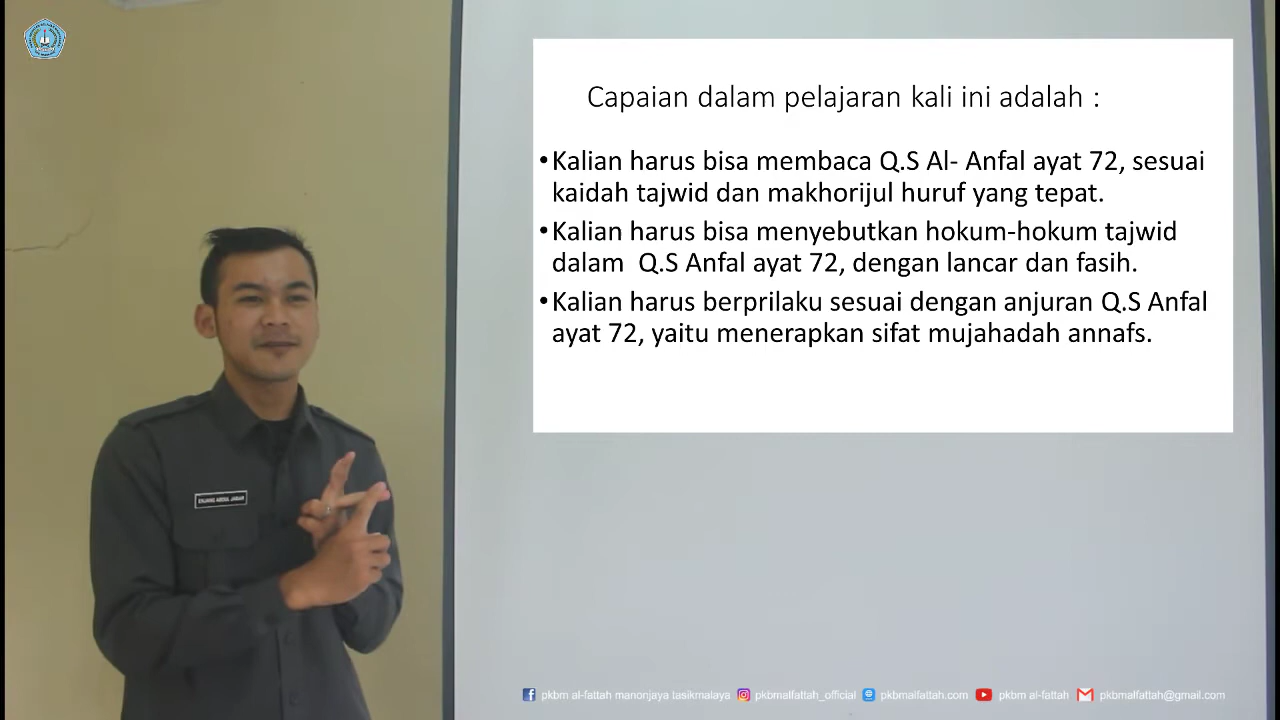 Capaian dalam pelajaran kali ini adalah :
•Kalian harus bisa membaca Q.S Al- Anfal ayat 72, sesuai
kaidah tajwid dan makhorijul huruf yang tepat.
•Kalian harus bisa menyebutkan hokum-hokum tajwid
dalam Q.S Anfal ayat 72, dengan lancar dan fasih.
•Kalian harus berprilaku sesuai dengan anjuran Q.S Anfal
ayat 72, yaitu menerapkan sifat mujahadah annafs.
ABDUL
pkbm al-fattah manonjaya tasikmalaya pkbmalfattah_official pkbmalfattah.com pkbm al-fattah pkbmalfattah@gmail.com